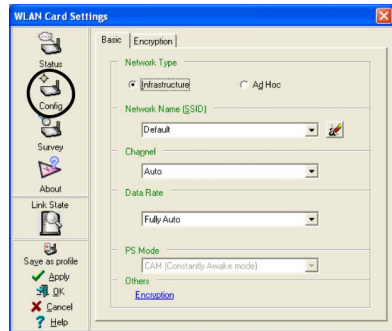 WLAN Card Settings
Status
Config
Survey
About
Link State
Save as profile
Apply
OK
Cancel
Help
Basic
Encryption
Network Type
Infrastructure
Ad Hoc
Network Name (SSID)
Default
Channel
Auto
Data Rate
Fully Auto
PS Mode
CAM (Constantly Awake mode)
Others
Encryption